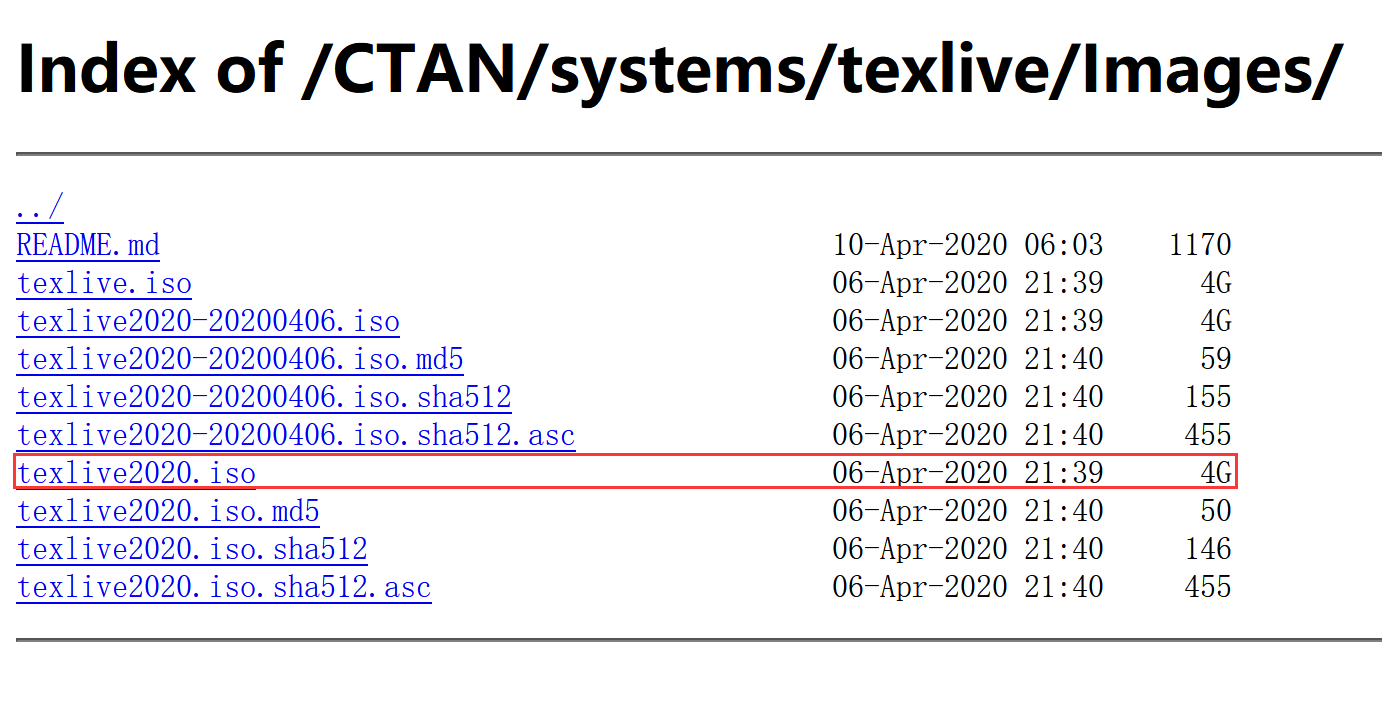 Index of /CTAN/systems/texlive/Images/
../
README.md 10-Apr-2020 06:03 1170
texlive.iso 06-Apr-2020 21:39 4G
texlive2020-20200406.iso 06-Apr-2020 21:39 4G
texlive2020-20200406.iso.md5 06-Apr-2020 21:40 59
texlive2020-20200406.iso.sha512 06-Apr-2020 21:40 155
texlive2020-20200406.iso.sha512.asc 06-Apr-2020 21:40 455
texlive2020.iso 06-Apr-2020 21:39 4G
texlive2020.iso.md5 06-Apr-2020 21:40 50
texlive2020.iso.sha512 06-Apr-2020 21:40 146
texlive2020.iso.sha512.asc 06-Apr-2020 21:40 455